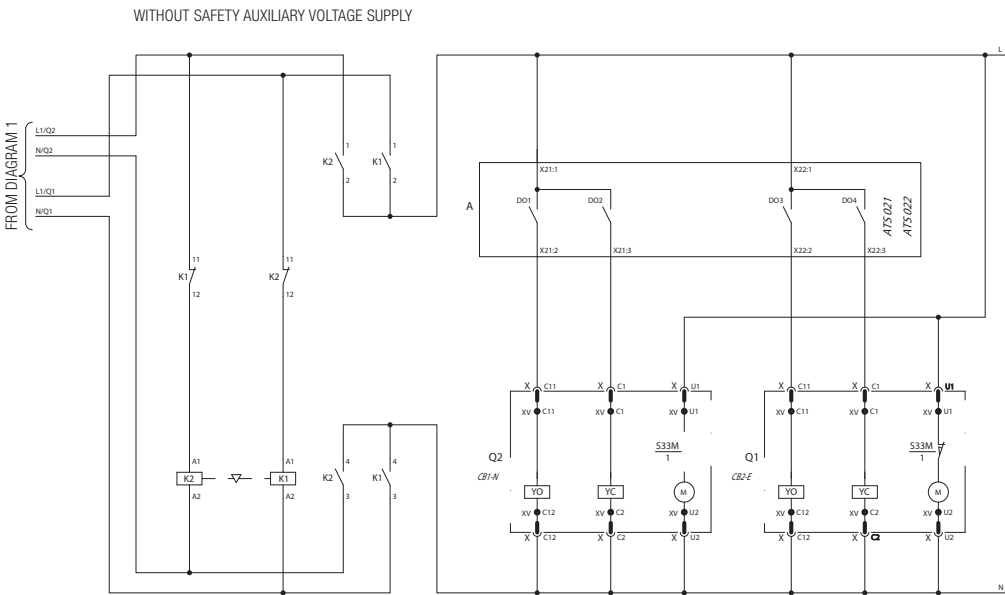 WITHOUT SAFETY AUXILIARY VOLTAGE SUPPLY
L
FROM DIAGRAM 1
L1/Q2
N/Q2
L1/Q1
N/Q1
K2 1 2
K1 1 2
A
X21:1 X22:1
DO1 DO2 DO3 DO4
ATS 021
ATS 022
X21:2 X21:3 X22:2 X22:3
K1 11 12
K2 11 12
X C11 X C1 X U1 X C11 X C1 X U1
XV C11 XV C1 XV U1 XV C11 XV C1 XV U1
Q2
CB1-N
S33M
1
Q1
CB2-E
S33M
1
A1 K2 A2
A1 K1 A2
K2 4 3
K1 4 3
YO YC M YO YC M
XV C12 XV C2 XV U2 XV C12 XV C2 XV U2
X C12 X C2 X U2 X C12 X C2 X U2
N